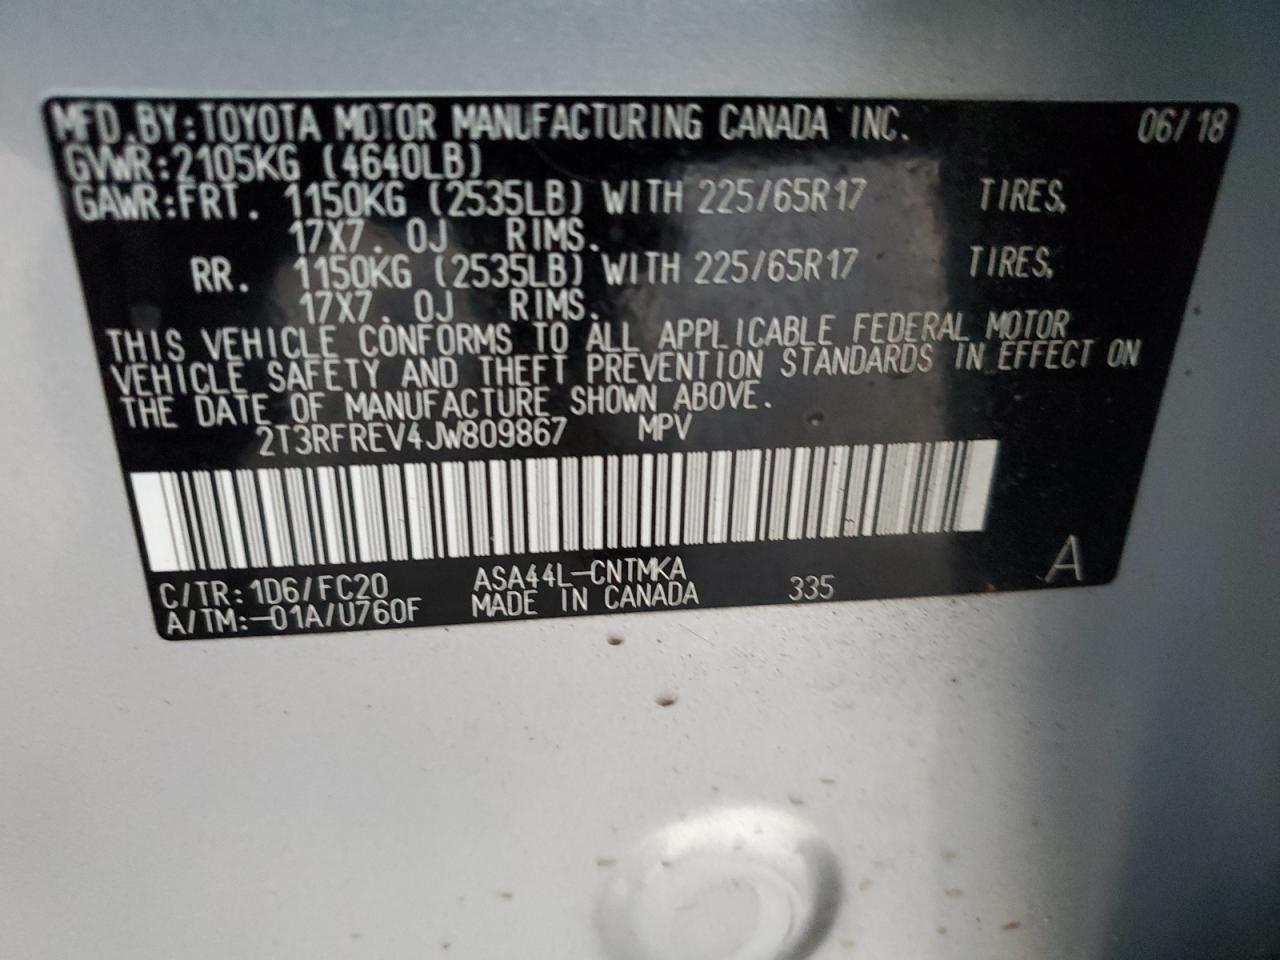 MFD.BY:TOYOTA MOTOR MANUFACTURING CANADA INC. 06/18
GVWR:2105KG (4640LB)
GAWR:FRT. 1150KG (2535LB) WITH 225/65R17 TIRES,
17X7. 0J RIMS.
RR. 1150KG (2535LB) WITH 225/65R17 TIRES,
17X7. 0J RIMS.
THIS VEHICLE CONFORMS TO ALL APPLICABLE FEDERAL MOTOR
VEHICLE SAFETY AND THEFT PREVENTION STANDARDS IN EFFECT ON
THE DATE OF MANUFACTURE SHOWN ABOVE.
2T3RFREV4JW809867 MPV
C/TR: 1D6/FC20 ASA44L-CNTMKA 335 A
A/TM:-01A/U760F MADE IN CANADA